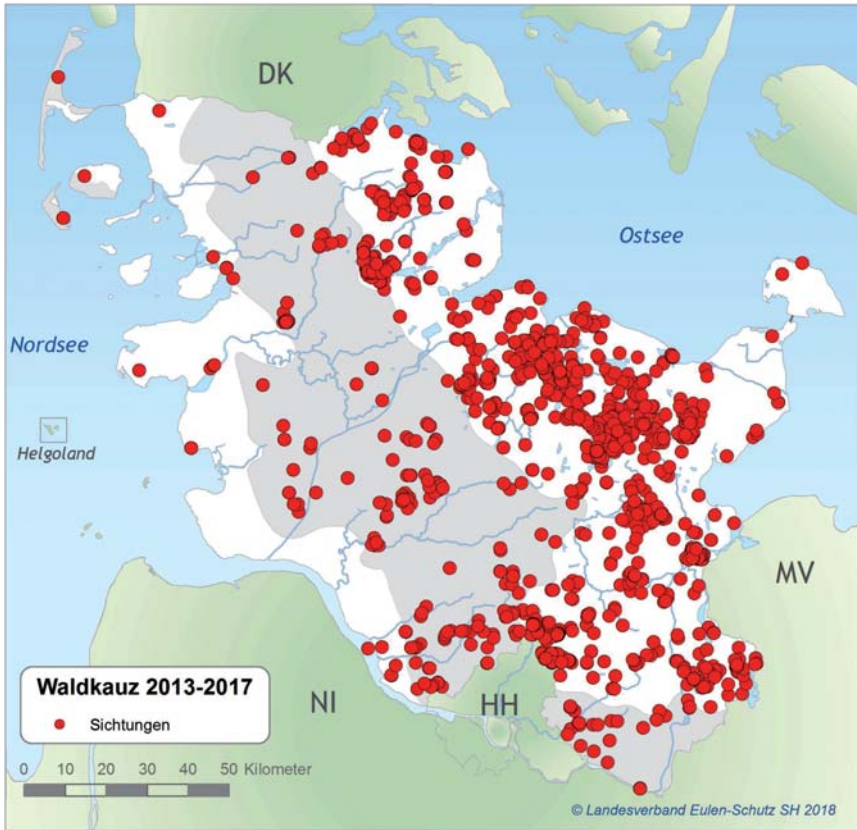 DK
Ostsee
Nordsee
Helgoland
MV
Waldkauz 2013-2017
Sichtungen
NI
HH
0 10 20 30 40 50 Kilometer
© Landesverband Eulen-Schutz SH 2018